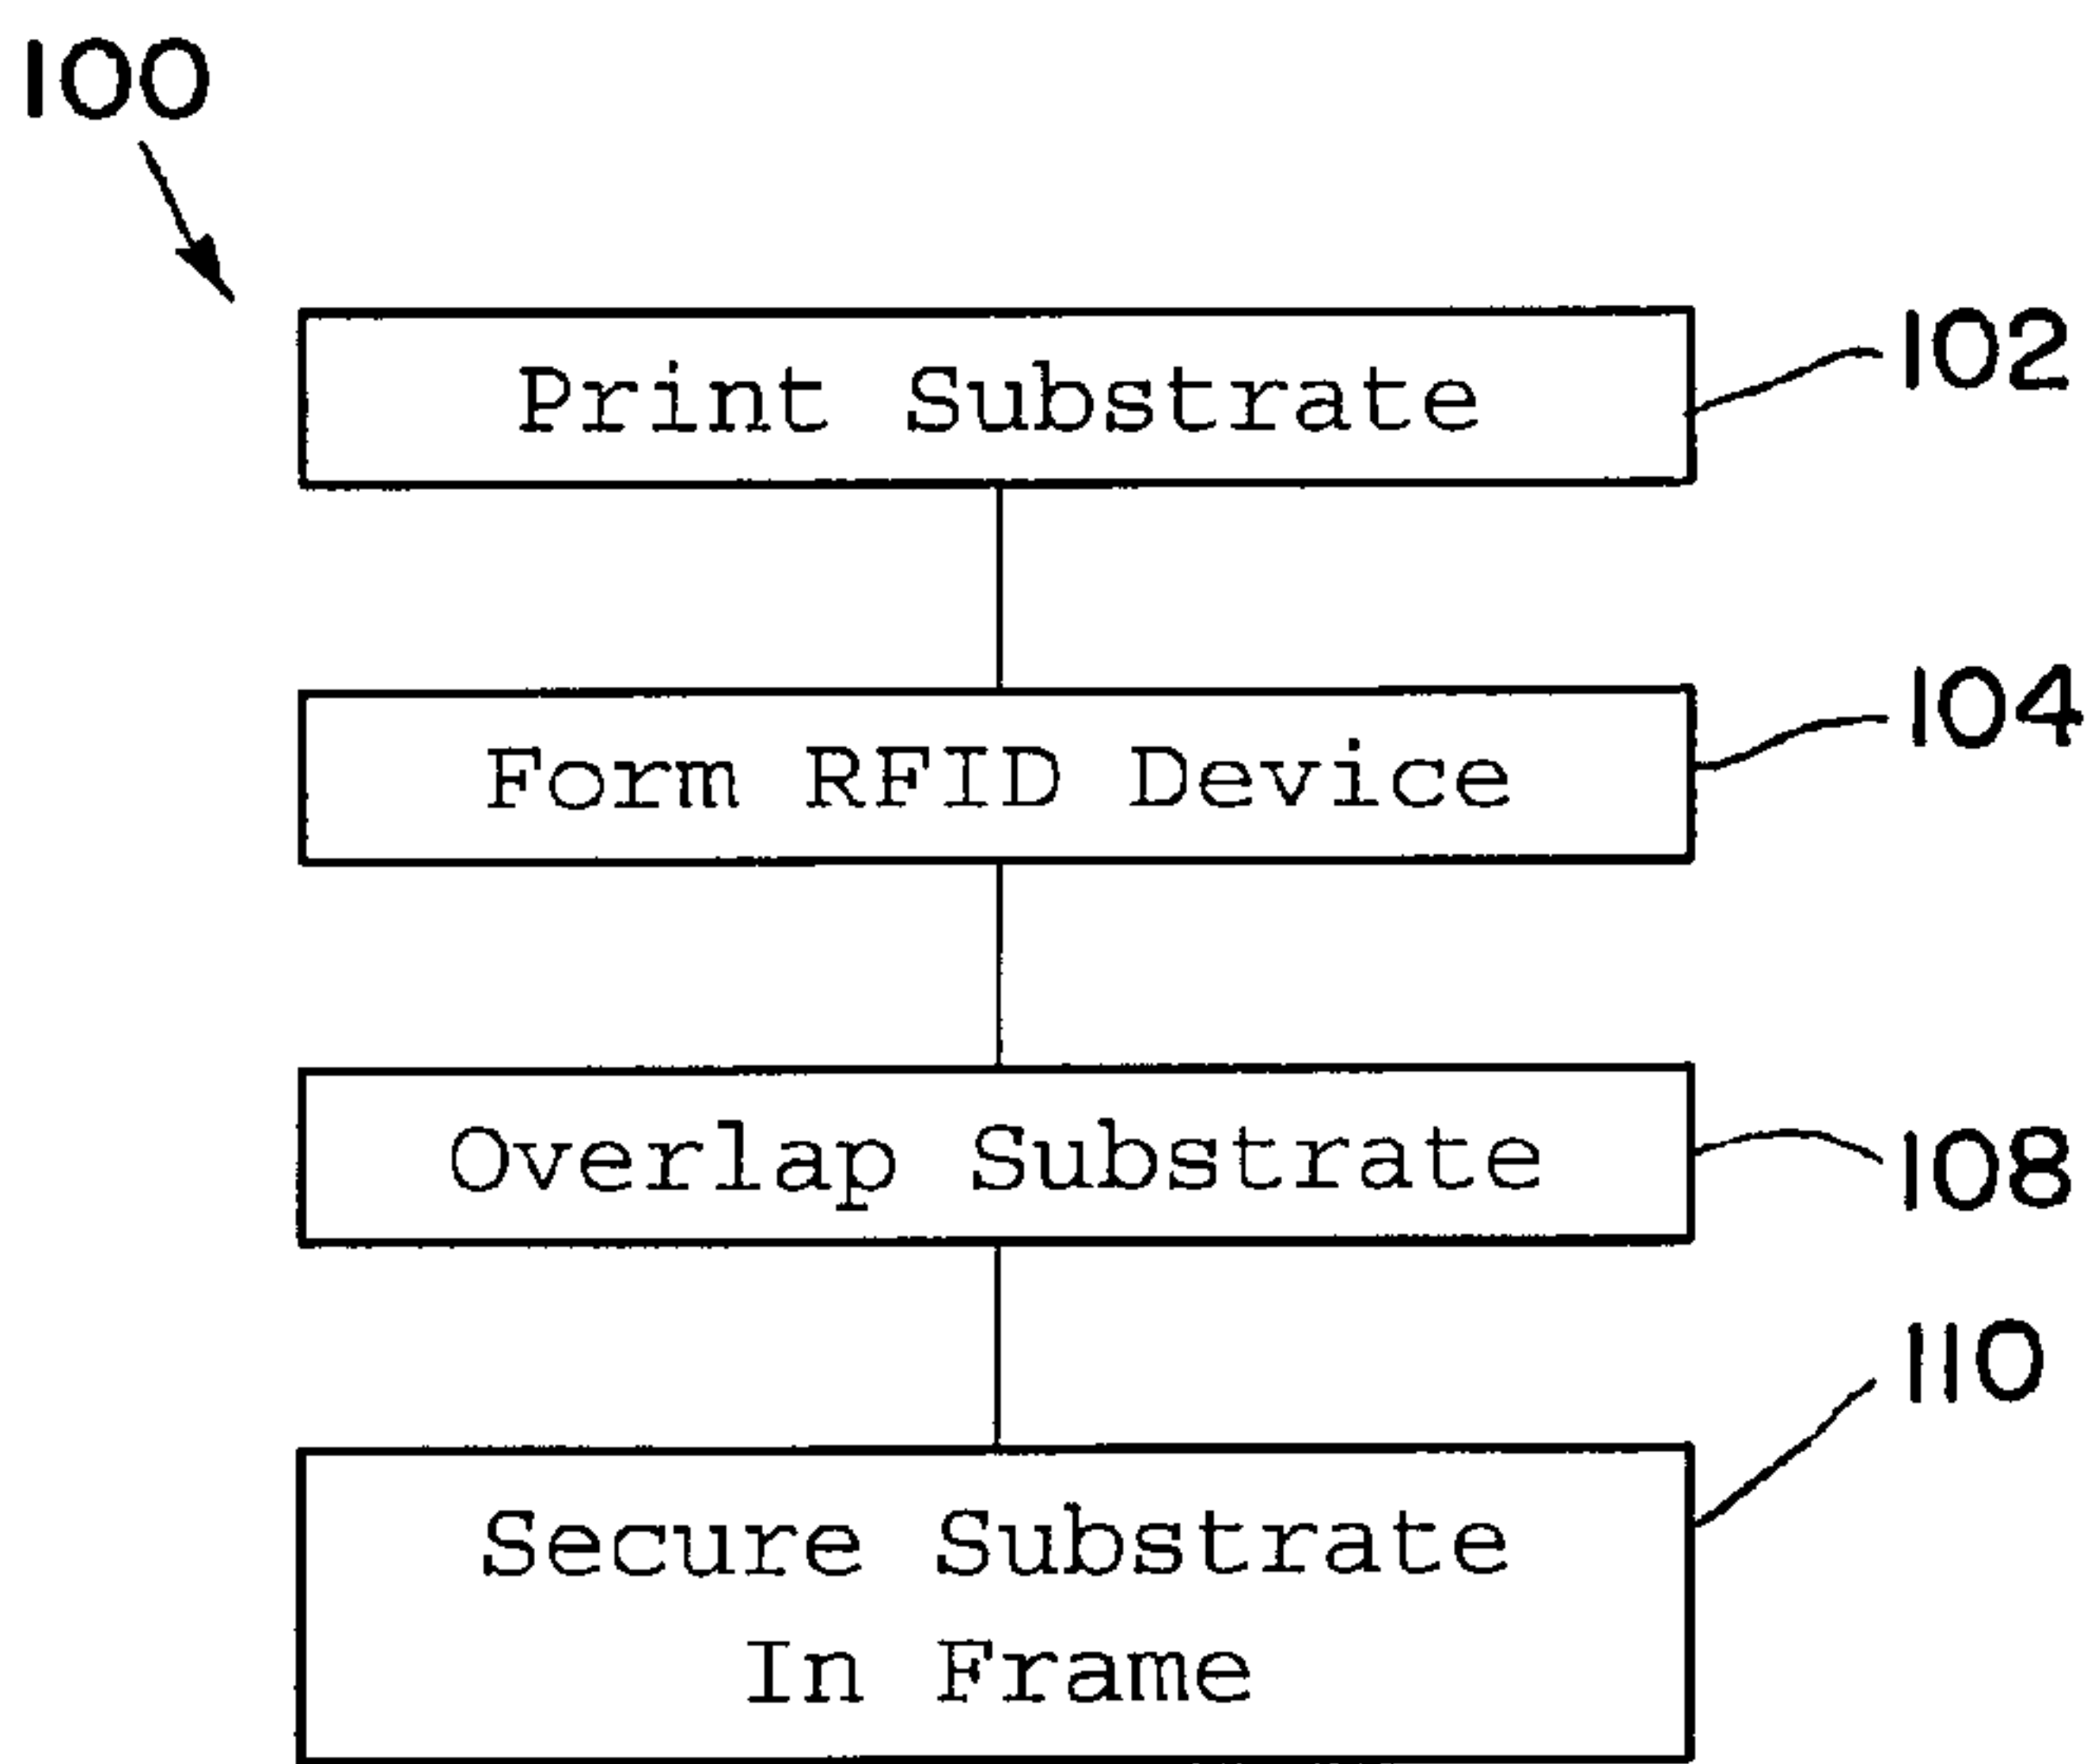 100
Print Substrate
102
Form RFID Device
104
Overlap Substrate
108
110
Secure Substrate
In Frame